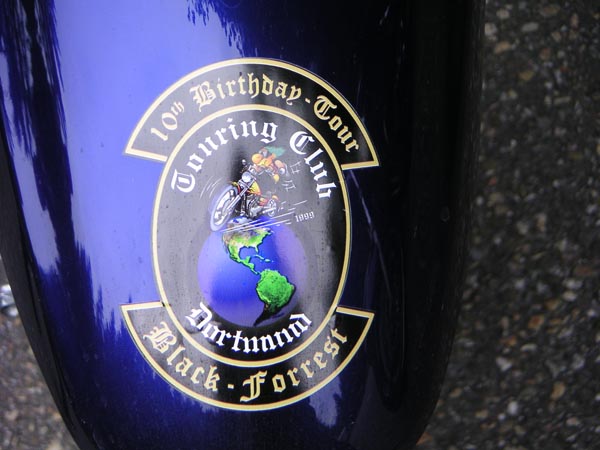 10th Birthday-Tour
Touring Club
1999
Dortmund
Black-Forrest